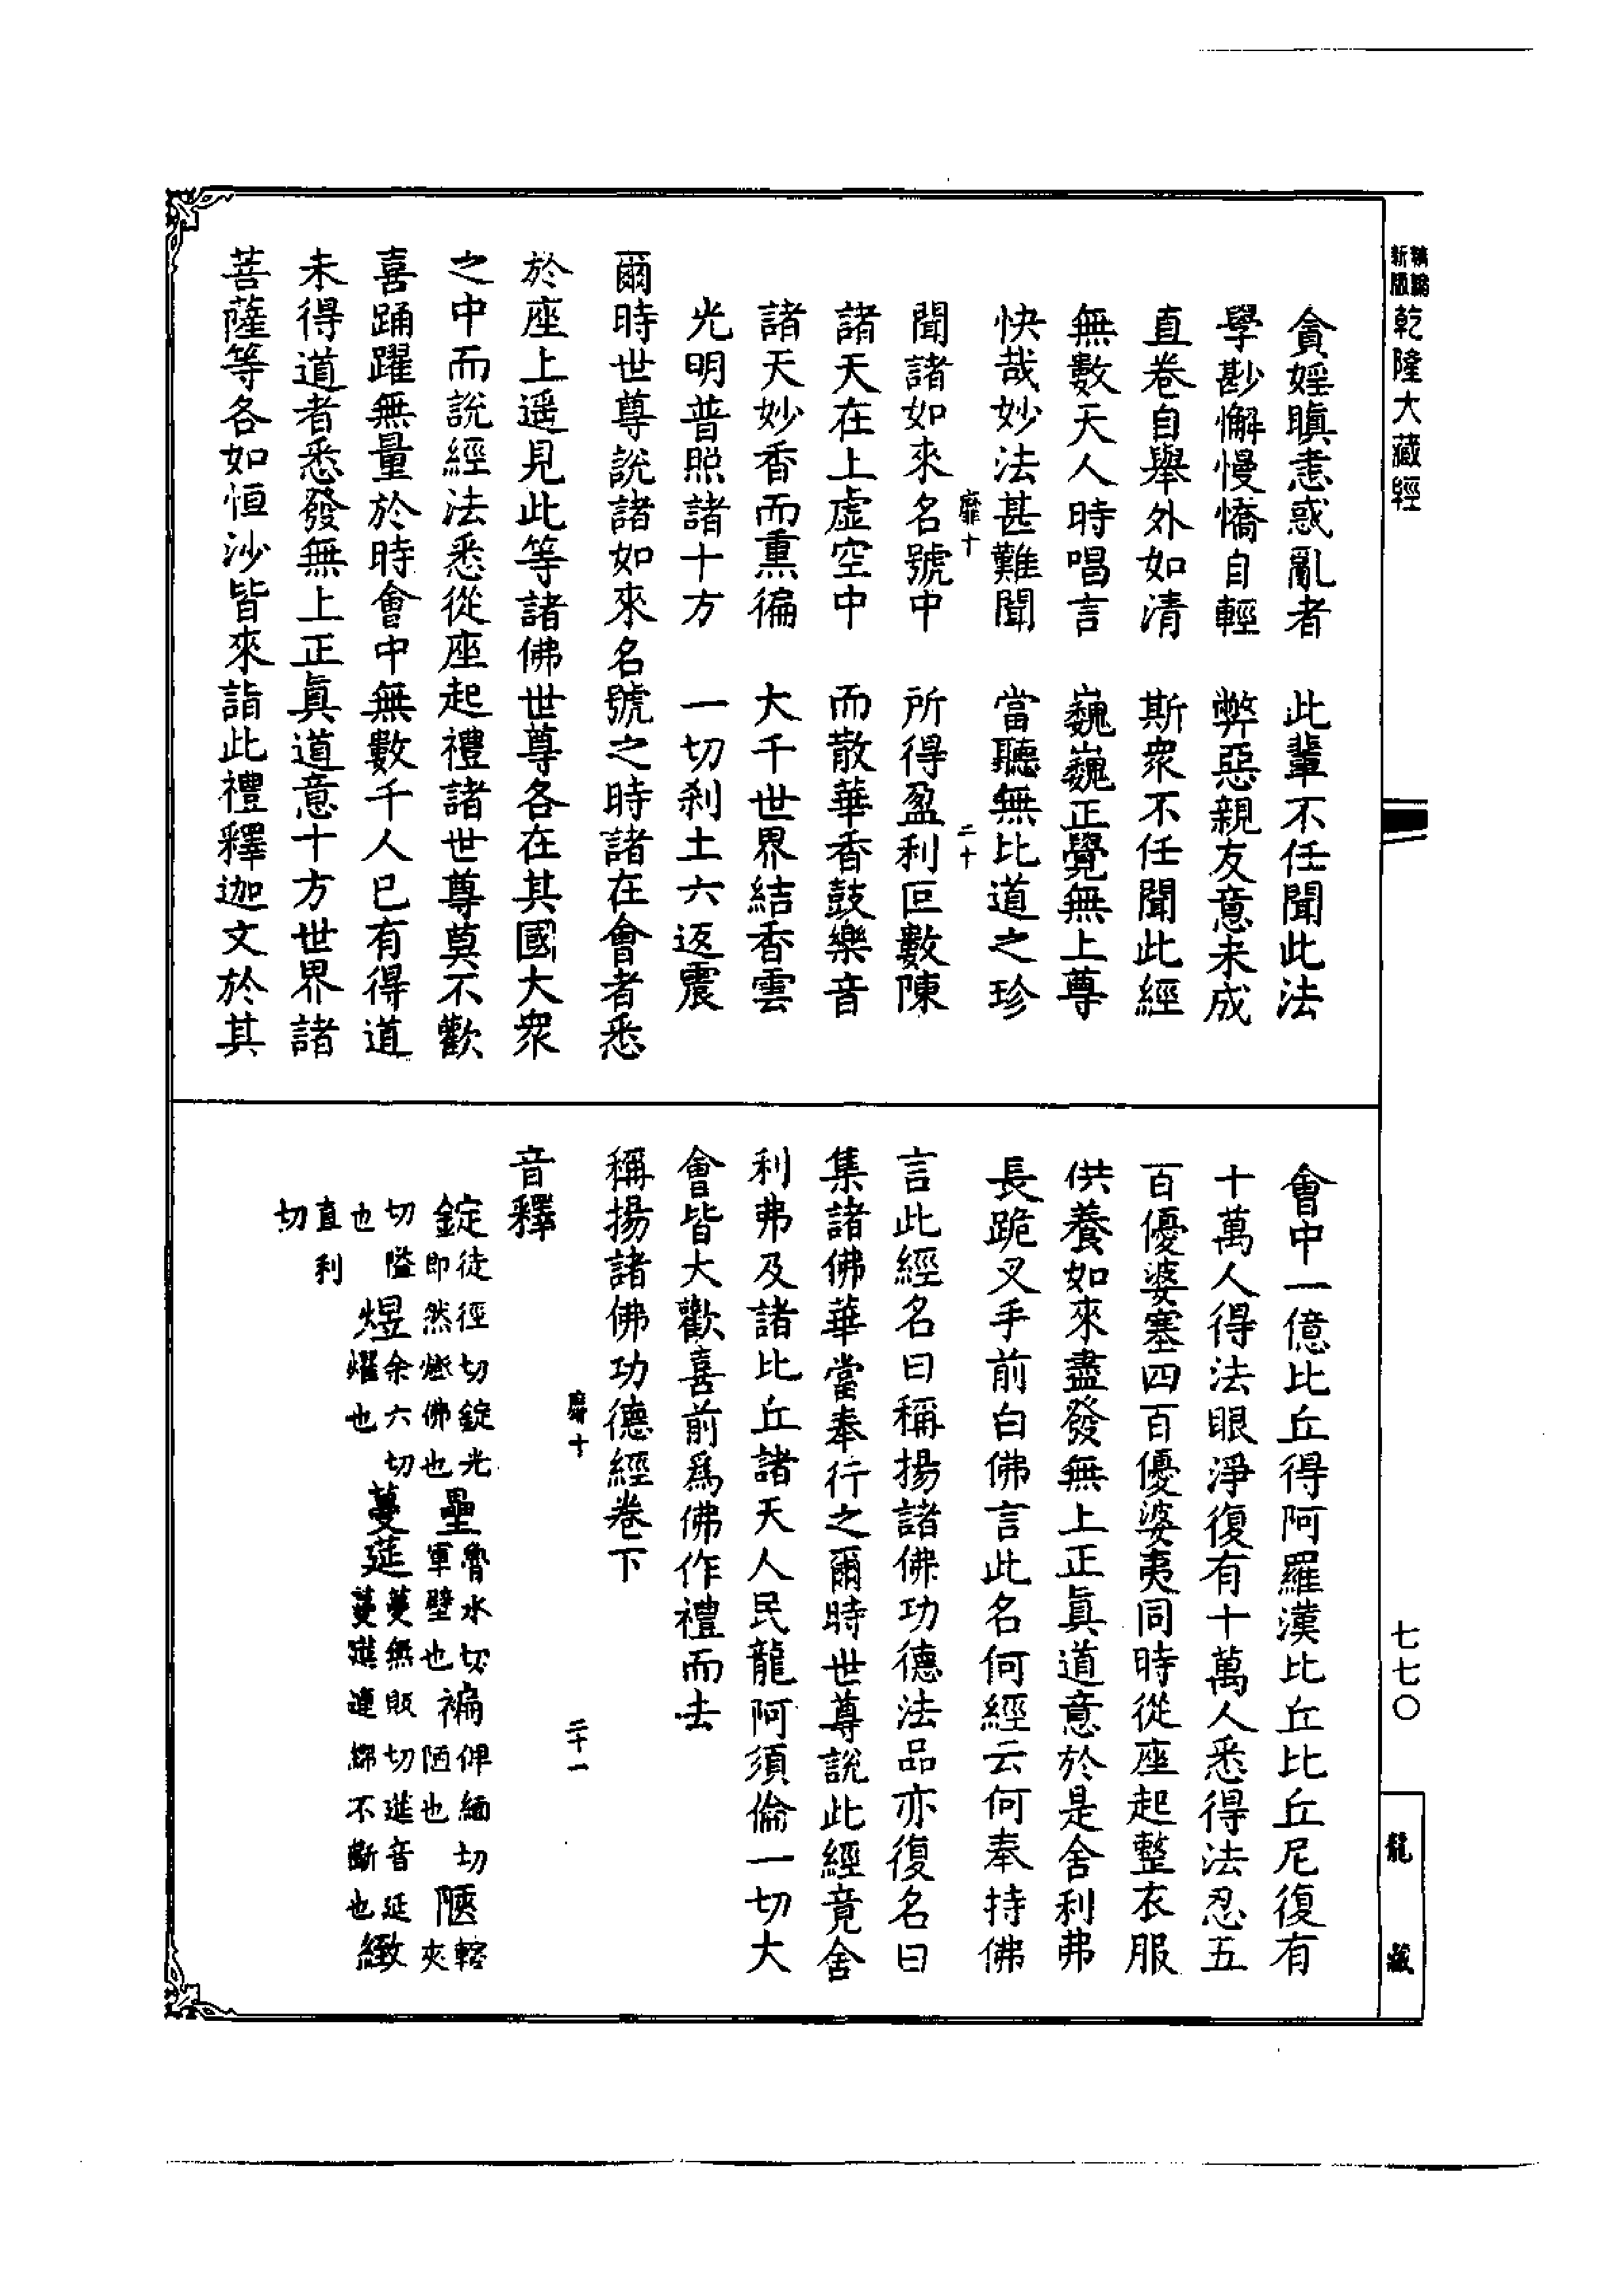 新編縮版
乾隆大藏經
貪婬瞋恚惑亂者　此輩不任聞此法
學尠懈慢憍自輕　弊惡親友意未成
直卷自舉外如清　斯衆不任聞此經
無數天人時唱言　巍巍正覺無上尊
快哉妙法甚難聞　當聽無比道之珍
靡十　二十
聞諸如來名號中　所得盈利叵數陳
諸天在上虛空中　而散華香鼓樂音
諸天妙香而熏徧　大千世界結香雲
光明普照諸十方　一切刹土六返震
爾時世尊說諸如來名號之時諸在會者悉
於座上遥見此等諸佛世尊各在其國大衆
之中而說經法悉從座起禮諸世尊莫不歡
喜踊躍無量於時會中無數千人已有得道
未得道者悉發無上正眞道意十方世界諸
菩薩等各如恒沙皆來詣此禮釋迦文於其
會中一億比丘得阿羅漢比丘比丘尼復有
十萬人得法眼淨復有十萬人悉得法忍五
百優婆塞四百優婆夷同時從座起整衣服
供養如來盡發無上正眞道意於是舍利弗
長跪叉手前白佛言此名何經云何奉持佛
言此經名曰稱揚諸佛功德法品亦復名曰
集諸佛華當奉行之爾時世尊說此經竟舍
利弗及諸比丘諸天人民龍阿須倫一切大
會皆大歡喜前爲佛作禮而去
稱揚諸佛功德經卷下
靡十　二十一
音釋
錠徒徑切錠光即然燈佛也壘魯水切軍壁也褊俾緬切陋也陿轄夾
切隘也煜余六切燿也蔓莚蔓無販切莚音延蔓莚連綿不斷也緻
直利切
七七〇
龍藏